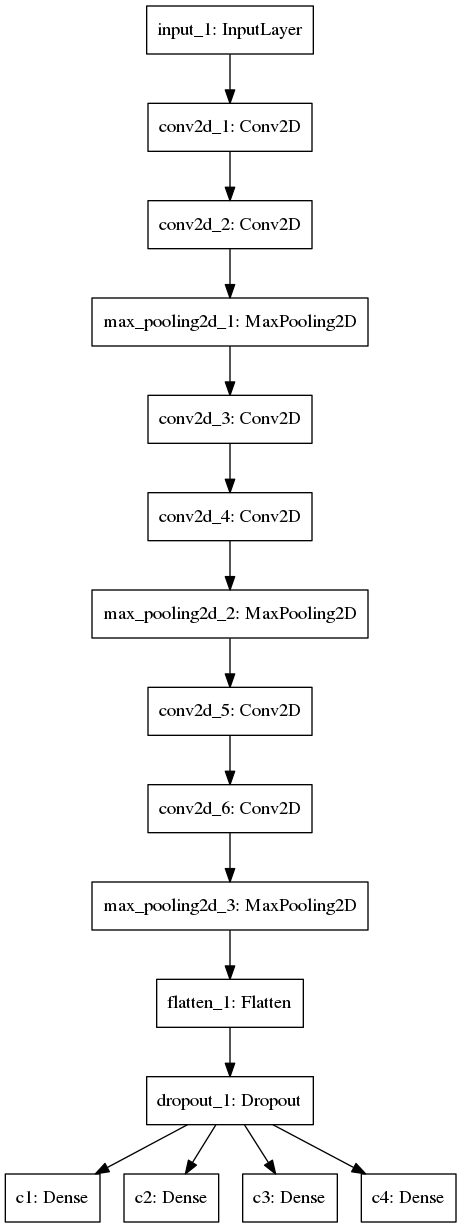 input_1: InputLayer
conv2d_1: Conv2D
conv2d_2: Conv2D
max_pooling2d_1: MaxPooling2D
conv2d_3: Conv2D
conv2d_4: Conv2D
max_pooling2d_2: MaxPooling2D
conv2d_5: Conv2D
conv2d_6: Conv2D
max_pooling2d_3: MaxPooling2D
flatten_1: Flatten
dropout_1: Dropout
c1: Dense
c2: Dense
c3: Dense
c4: Dense